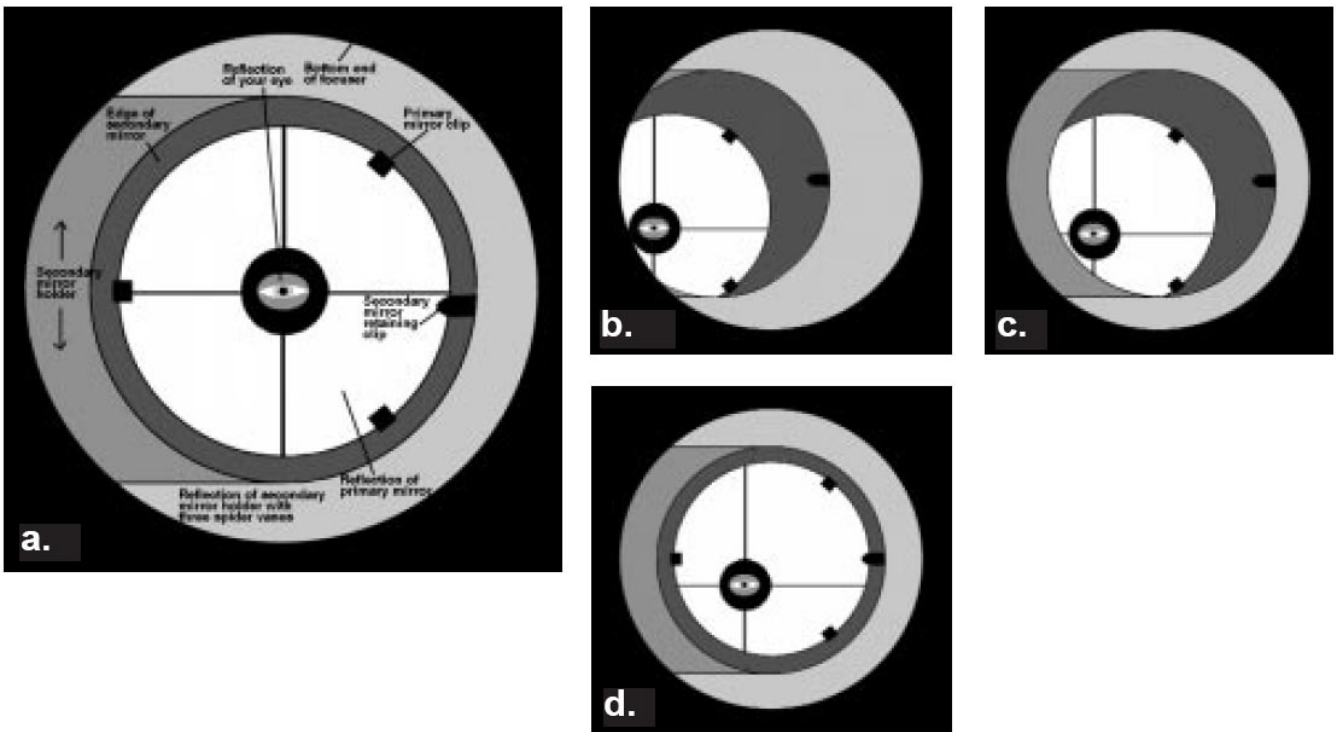 Reflection
of your eye
Bottom end
of focuser
Edge of
secondary
mirror
Primary
mirror clip
Secondary
mirror
holder
Secondary
mirror
retaining
clip
Reflection of
primary mirror
Reflection of secondary
mirror holder with
three spider vanes
a.
b.
c.
d.